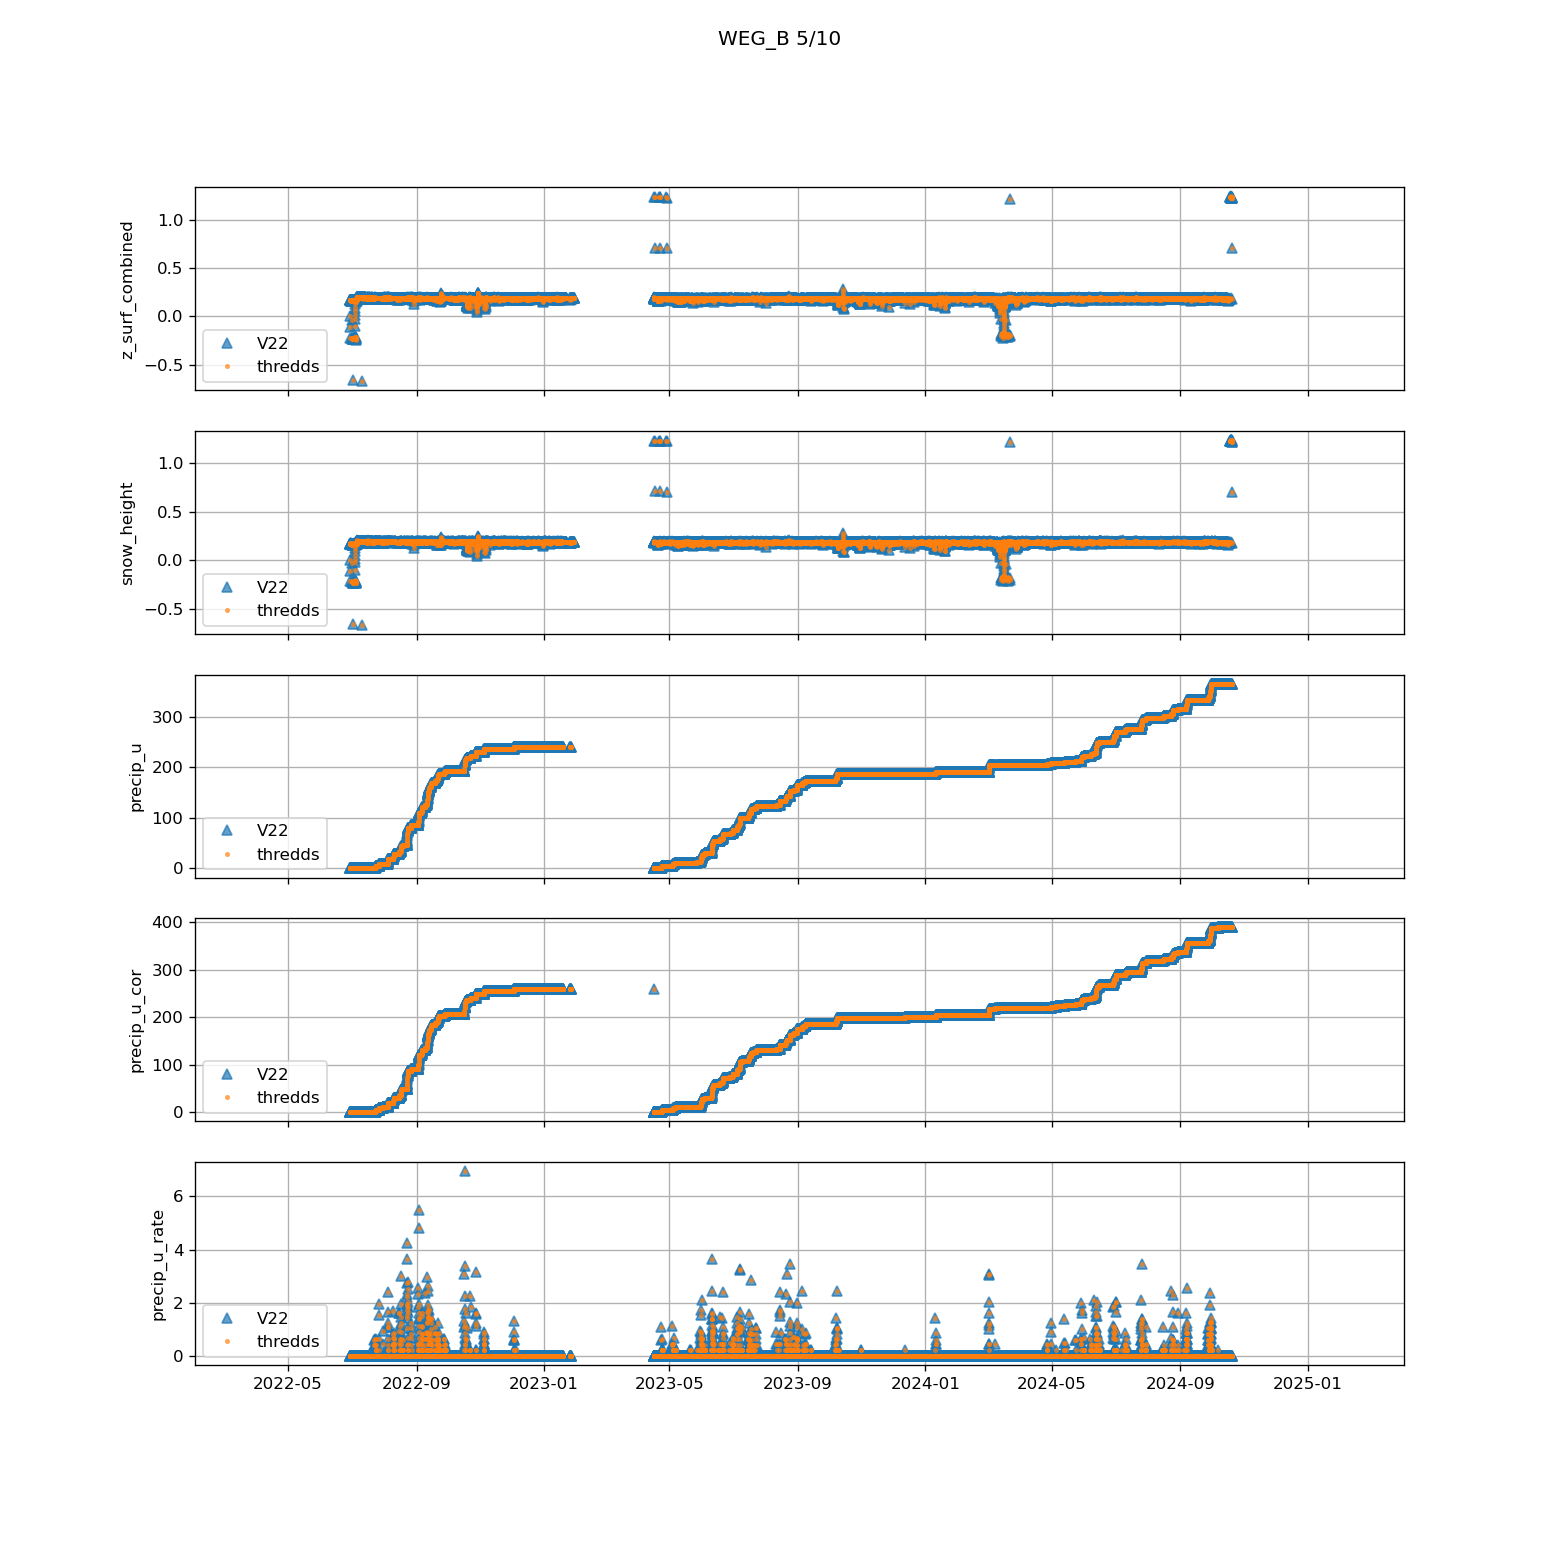 WEG_B 5/10
z_surf_combined
1.0
0.5
0.0
−0.5
V22
thredds
snow_height
1.0
0.5
0.0
−0.5
V22
thredds
precip_u
300
200
100
0
V22
thredds
precip_u_cor
400
300
200
100
0
V22
thredds
precip_u_rate
6
4
2
0
V22
thredds
2022-05 2022-09 2023-01 2023-05 2023-09 2024-01 2024-05 2024-09 2025-01